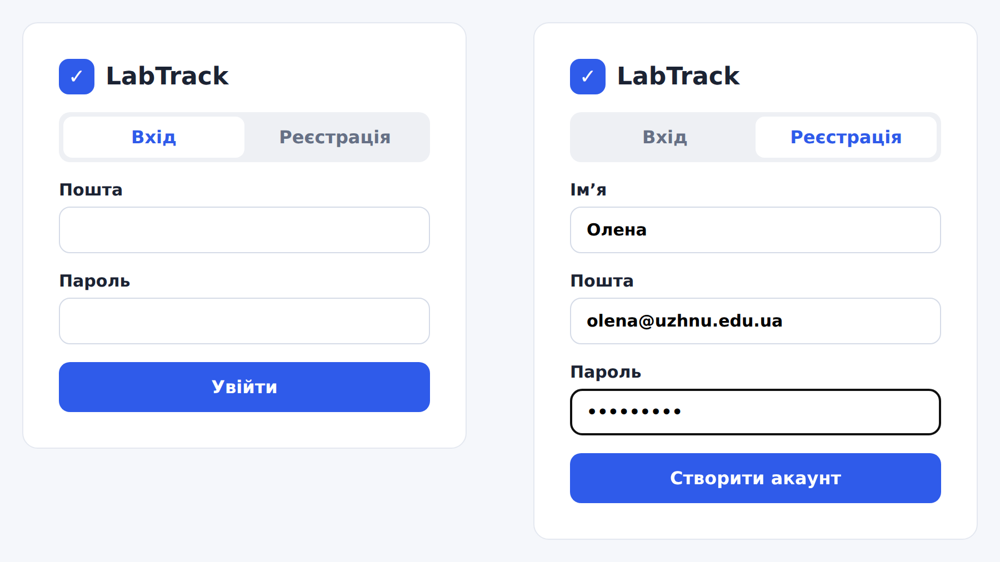 ✓ LabTrack
Вхід Реєстрація
Пошта
Пароль
Увійти
✓ LabTrack
Вхід Реєстрація
Ім’я
Олена
Пошта
olena@uzhnu.edu.ua
Пароль
•••••••••
Створити акаунт